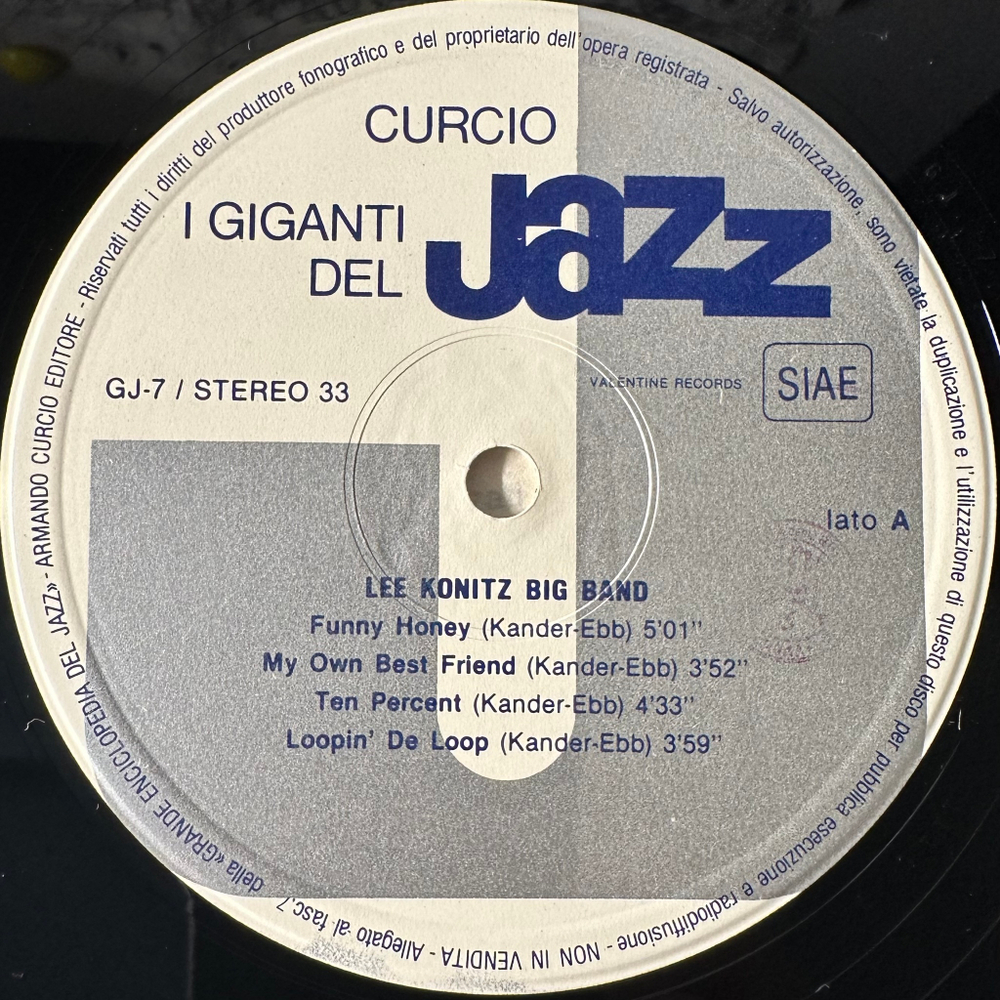 CURCIO
I GIGANTI
DEL
Jazz
GJ-7 / STEREO 33
VALENTINE RECORDS
SIAE
lato A
LEE KONITZ BIG BAND
Funny Honey (Kander-Ebb) 5'01"
My Own Best Friend (Kander-Ebb) 3'52"
Ten Percent (Kander-Ebb) 4'33"
Loopin' De Loop (Kander-Ebb) 3'59"
ARMANDO CURCIO EDITORE - Riservati tutti i diritti del produttore fonografico e del proprietario dell'opera registrata - Salvo autorizzazione, sono vietate la duplicazione e l'utilizzazione di questo disco per pubblica esecuzione e radiodiffusione - NON IN VENDITA - Allegato al fasc. 7 della «GRANDE ENCICLOPEDIA DEL JAZZ» -